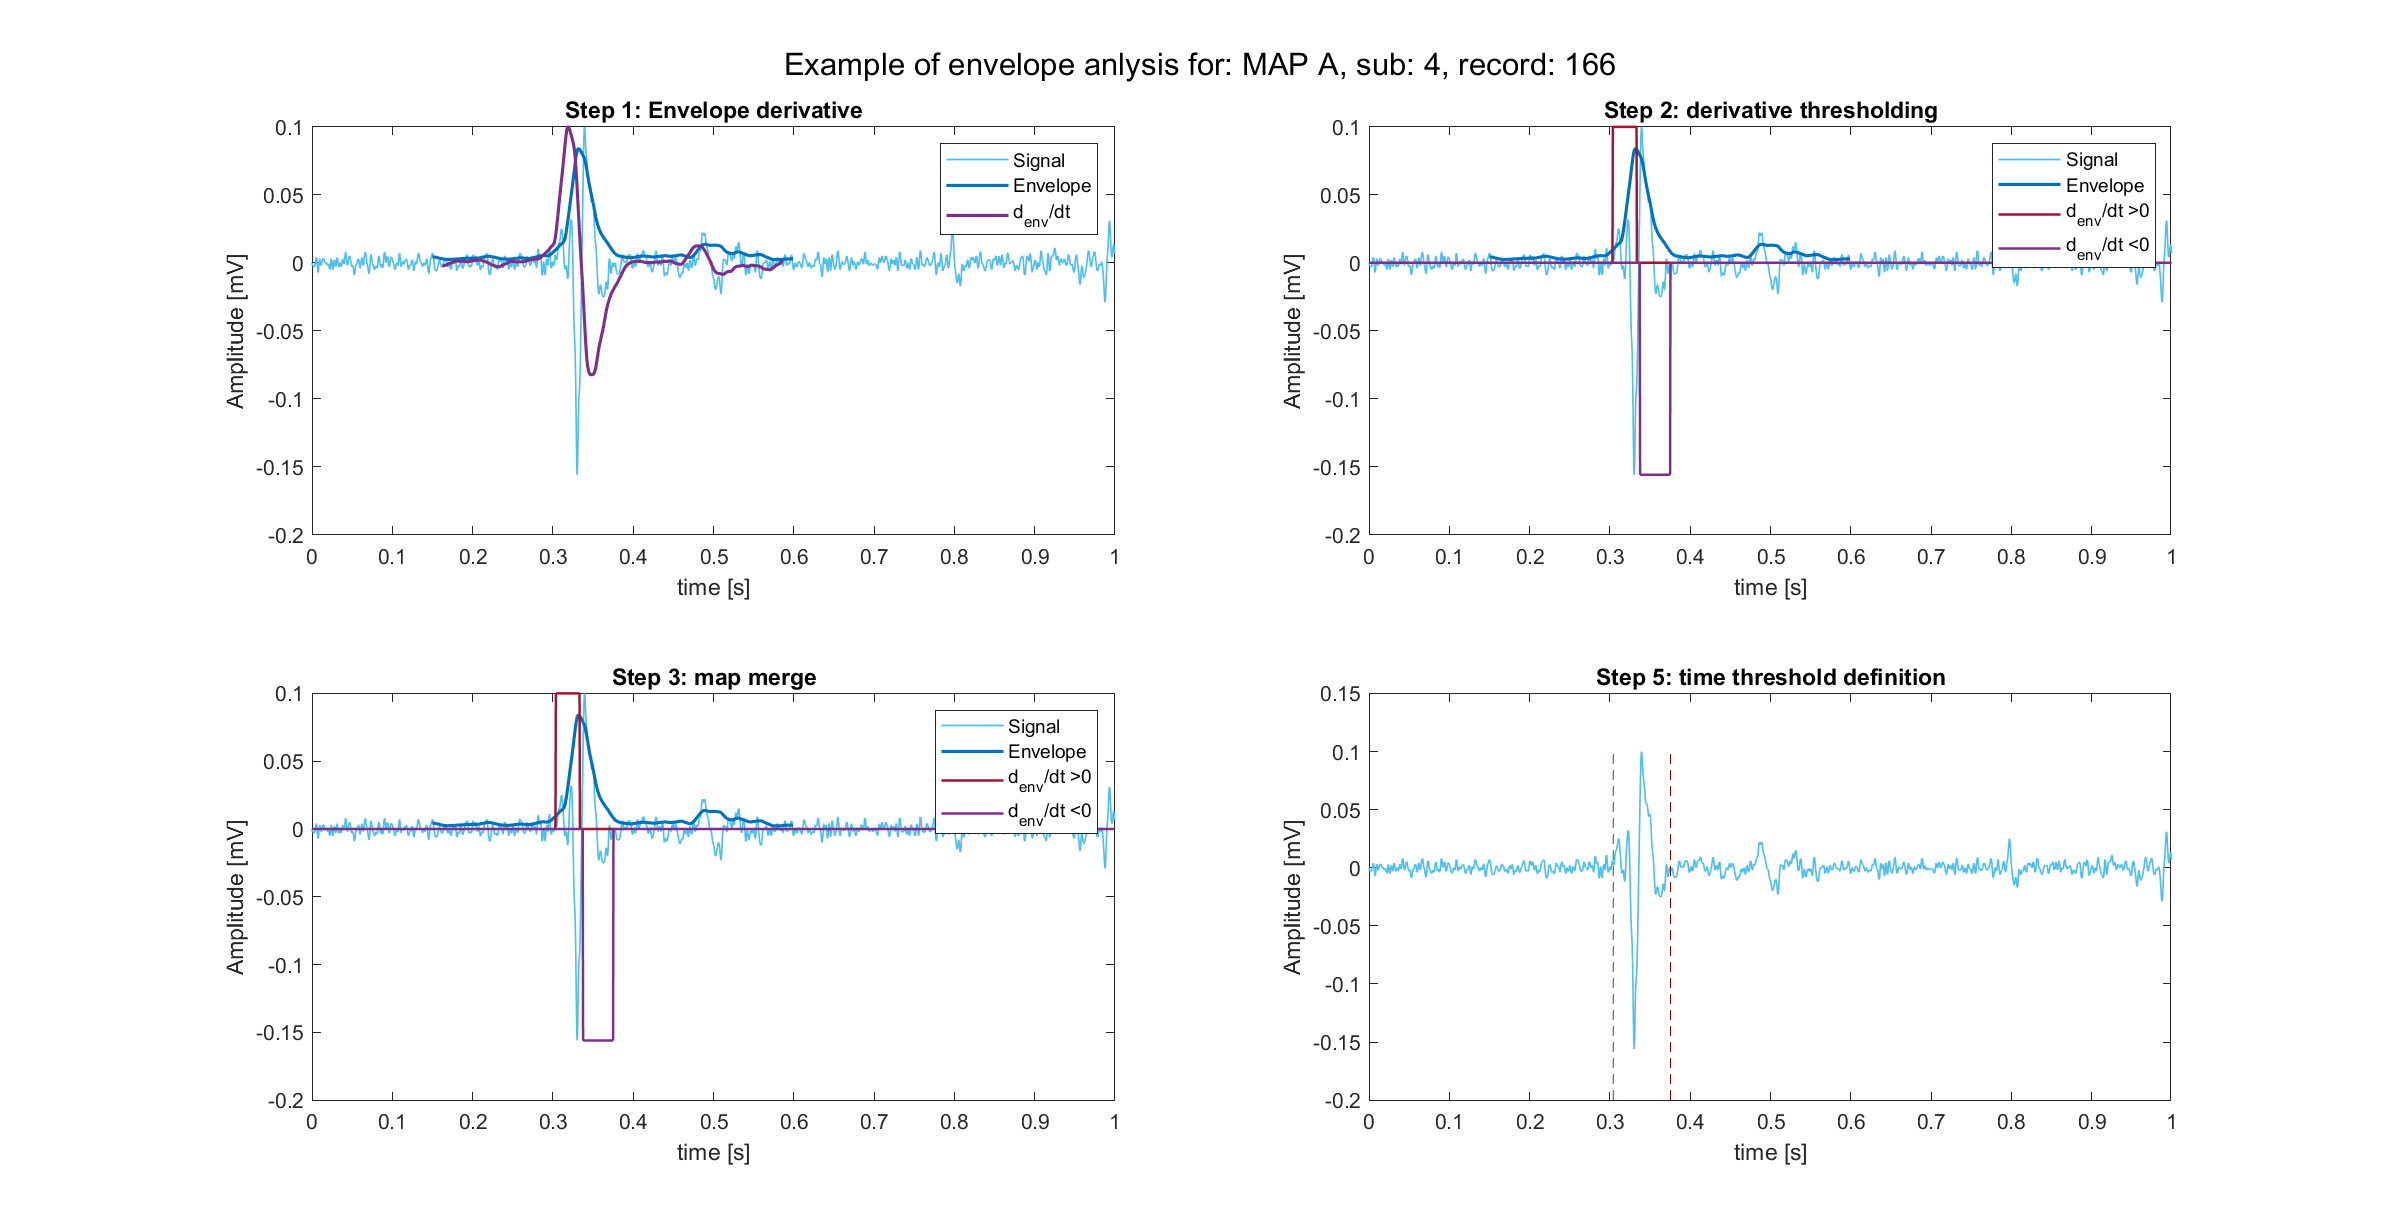 Example of envelope anlysis for: MAP A, sub: 4, record: 166
Step 1: Envelope derivative
0.1
0.05
0
-0.05
-0.1
-0.15
-0.2
Amplitude [mV]
0 0.1 0.2 0.3 0.4 0.5 0.6 0.7 0.8 0.9 1
time [s]
Signal
Envelope
d_env/dt
Step 2: derivative thresholding
0.1
0.05
0
-0.05
-0.1
-0.15
-0.2
Amplitude [mV]
0 0.1 0.2 0.3 0.4 0.5 0.6 0.7 0.8 0.9 1
time [s]
Signal
Envelope
d_env/dt >0
d_env/dt <0
Step 3: map merge
0.1
0.05
0
-0.05
-0.1
-0.15
-0.2
Amplitude [mV]
0 0.1 0.2 0.3 0.4 0.5 0.6 0.7 0.8 0.9 1
time [s]
Signal
Envelope
d_env/dt >0
d_env/dt <0
Step 5: time threshold definition
0.15
0.1
0.05
0
-0.05
-0.1
-0.15
-0.2
Amplitude [mV]
0 0.1 0.2 0.3 0.4 0.5 0.6 0.7 0.8 0.9 1
time [s]